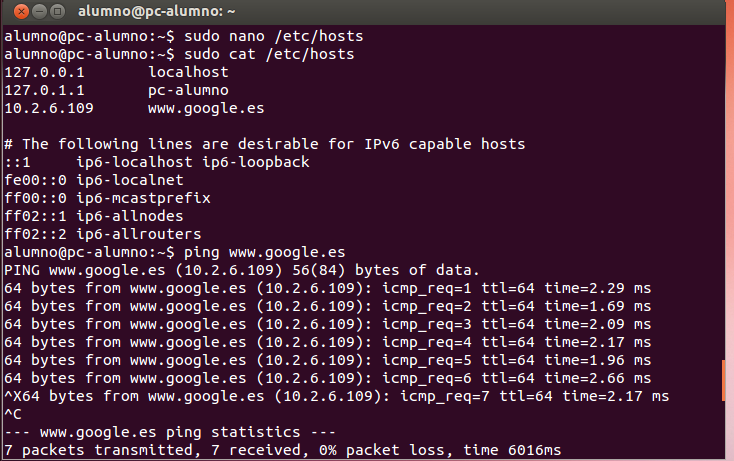 alumno@pc-alumno: ~
alumno@pc-alumno:~$ sudo nano /etc/hosts
alumno@pc-alumno:~$ sudo cat /etc/hosts
127.0.0.1       localhost
127.0.1.1       pc-alumno
10.2.6.109      www.google.es

# The following lines are desirable for IPv6 capable hosts
::1     ip6-localhost ip6-loopback
fe00::0 ip6-localnet
ff00::0 ip6-mcastprefix
ff02::1 ip6-allnodes
ff02::2 ip6-allrouters
alumno@pc-alumno:~$ ping www.google.es
PING www.google.es (10.2.6.109) 56(84) bytes of data.
64 bytes from www.google.es (10.2.6.109): icmp_req=1 ttl=64 time=2.29 ms
64 bytes from www.google.es (10.2.6.109): icmp_req=2 ttl=64 time=1.69 ms
64 bytes from www.google.es (10.2.6.109): icmp_req=3 ttl=64 time=2.09 ms
64 bytes from www.google.es (10.2.6.109): icmp_req=4 ttl=64 time=2.17 ms
64 bytes from www.google.es (10.2.6.109): icmp_req=5 ttl=64 time=1.96 ms
64 bytes from www.google.es (10.2.6.109): icmp_req=6 ttl=64 time=2.66 ms
^X64 bytes from www.google.es (10.2.6.109): icmp_req=7 ttl=64 time=2.17 ms
^C
--- www.google.es ping statistics ---
7 packets transmitted, 7 received, 0% packet loss, time 6016ms